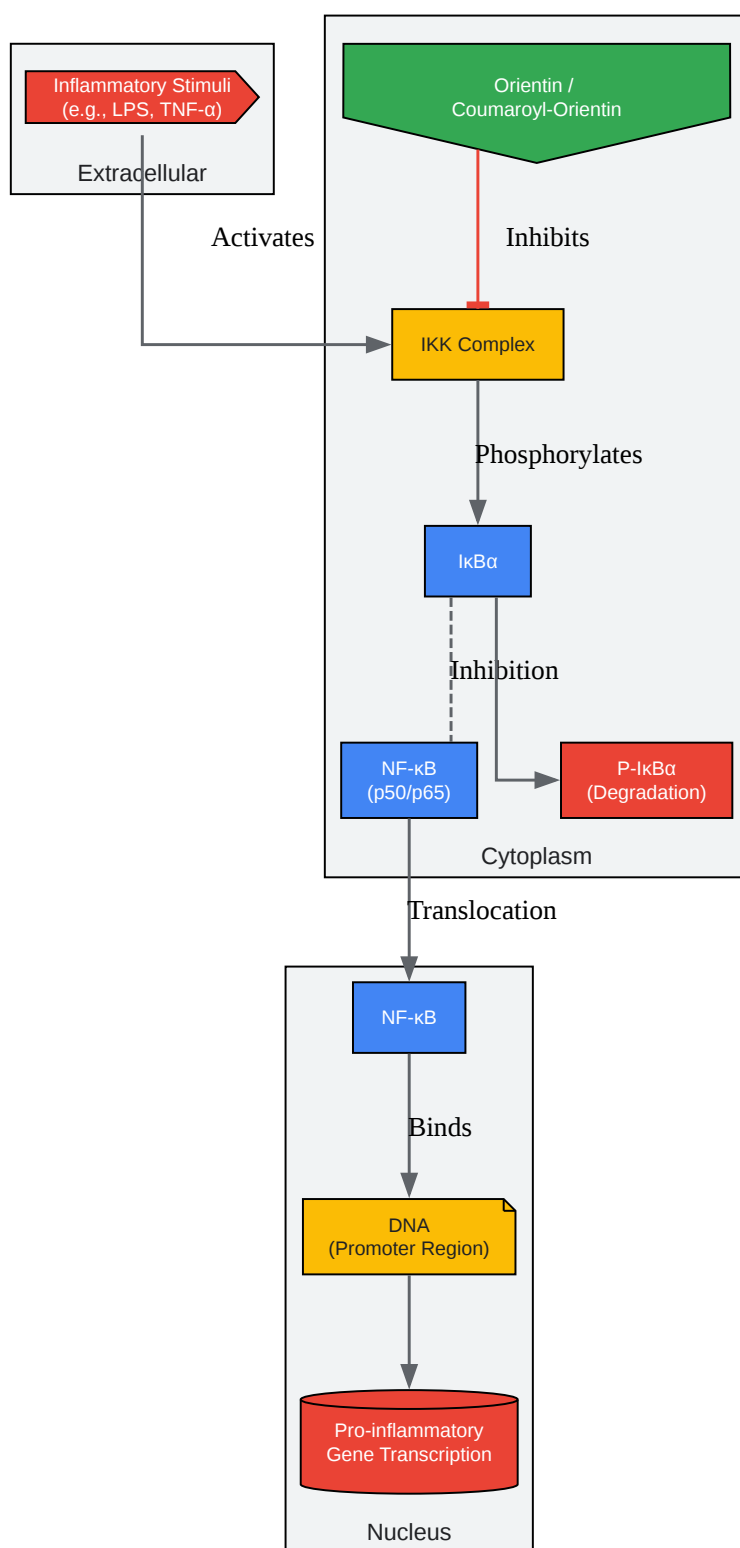 Inflammatory Stimuli
(e.g., LPS, TNF-α)
Extracellular
Orientin /
Coumaroyl-Orientin
Activates
Inhibits
IKK Complex
Phosphorylates
IκBα
Inhibition
NF-κB
(p50/p65)
P-IκBα
(Degradation)
Cytoplasm
Translocation
NF-κB
Binds
DNA
(Promoter Region)
Pro-inflammatory
Gene Transcription
Nucleus